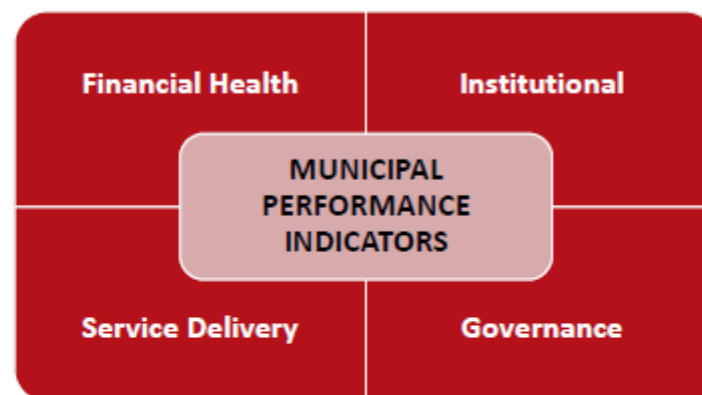 Financial Health
Institutional
MUNICIPAL
PERFORMANCE
INDICATORS
Service Delivery
Governance